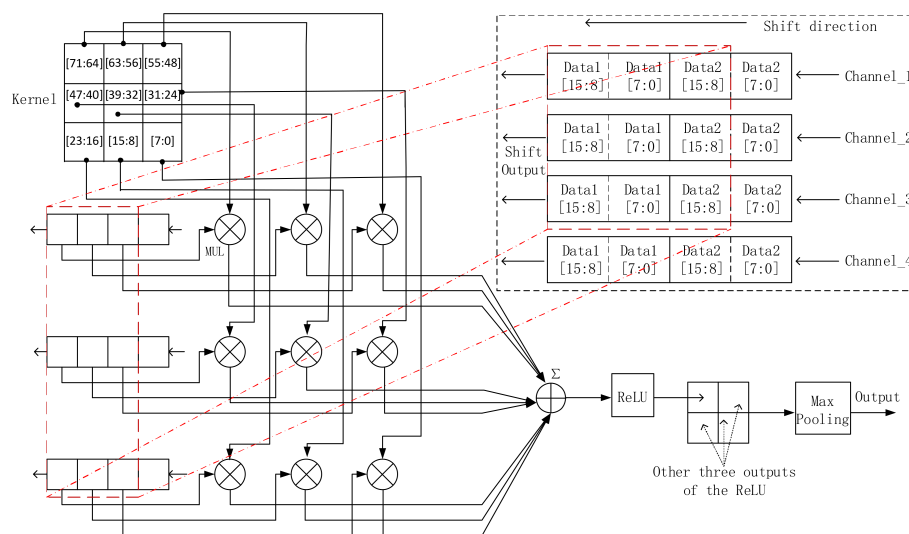 Shift direction
[71:64] [63:56] [55:48]
Kernel [47:40] [39:32] [31:24]
[23:16] [15:8] [7:0]
Data1 Data1 Data2 Data2
[15:8] [7:0] [15:8] [7:0]
Channel_1
Data1 Data1 Data2 Data2
[15:8] [7:0] [15:8] [7:0]
Channel_2
Shift
Output
Data1 Data1 Data2 Data2
[15:8] [7:0] [15:8] [7:0]
Channel_3
Data1 Data1 Data2 Data2
[15:8] [7:0] [15:8] [7:0]
Channel_4
MUL
Σ
ReLU
Max
Pooling
Output
Other three outputs
of the ReLU